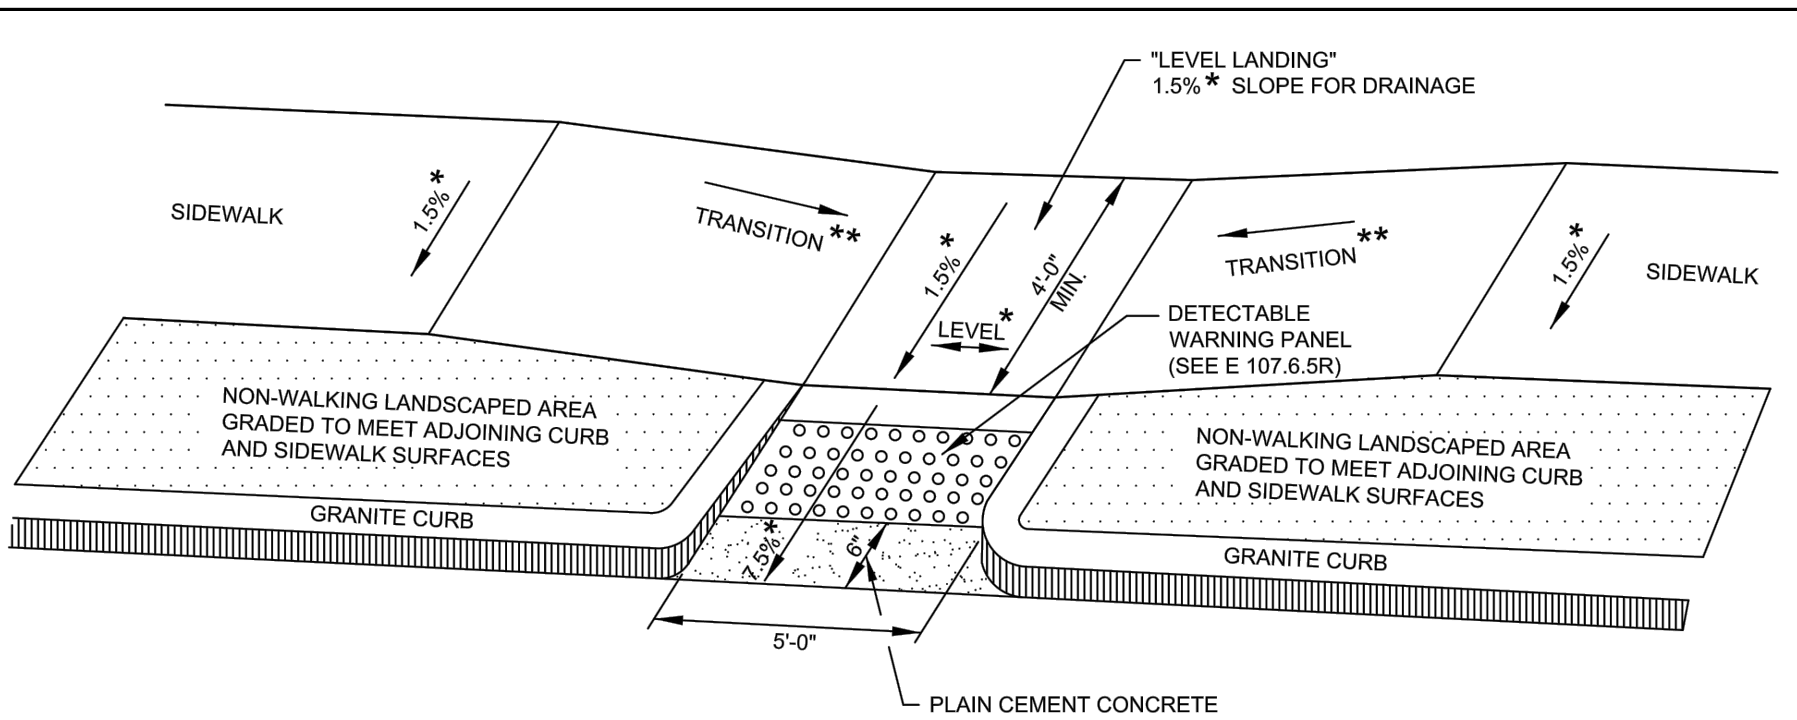 "LEVEL LANDING"
1.5%* SLOPE FOR DRAINAGE
SIDEWALK
1.5%*
TRANSITION**
1.5%*
4'-0"
MIN.
LEVEL*
TRANSITION**
1.5%*
SIDEWALK
DETECTABLE
WARNING PANEL
(SEE E 107.6.5R)
NON-WALKING LANDSCAPED AREA
GRADED TO MEET ADJOINING CURB
AND SIDEWALK SURFACES
NON-WALKING LANDSCAPED AREA
GRADED TO MEET ADJOINING CURB
AND SIDEWALK SURFACES
GRANITE CURB
7.5%*
6"
GRANITE CURB
5'-0"
PLAIN CEMENT CONCRETE